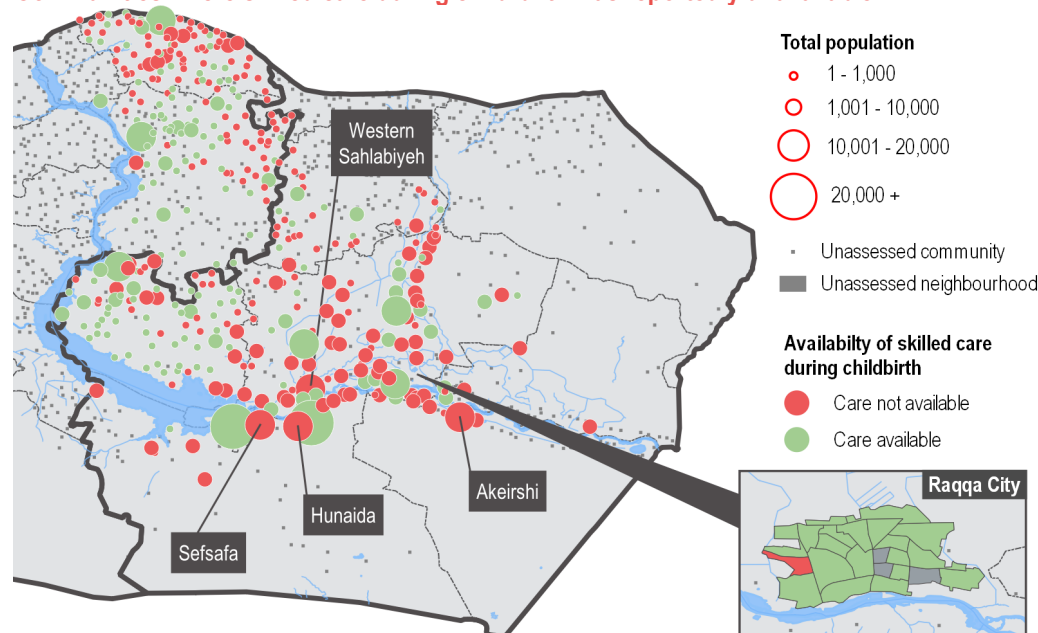 Total population
1 - 1,000
1,001 - 10,000
10,001 - 20,000
20,000 +
Unassessed community
Unassessed neighbourhood
Availabilty of skilled care
during childbirth
Care not available
Care available
Western
Sahlabiyeh
Akeirshi
Hunaida
Sefsafa
Raqqa City